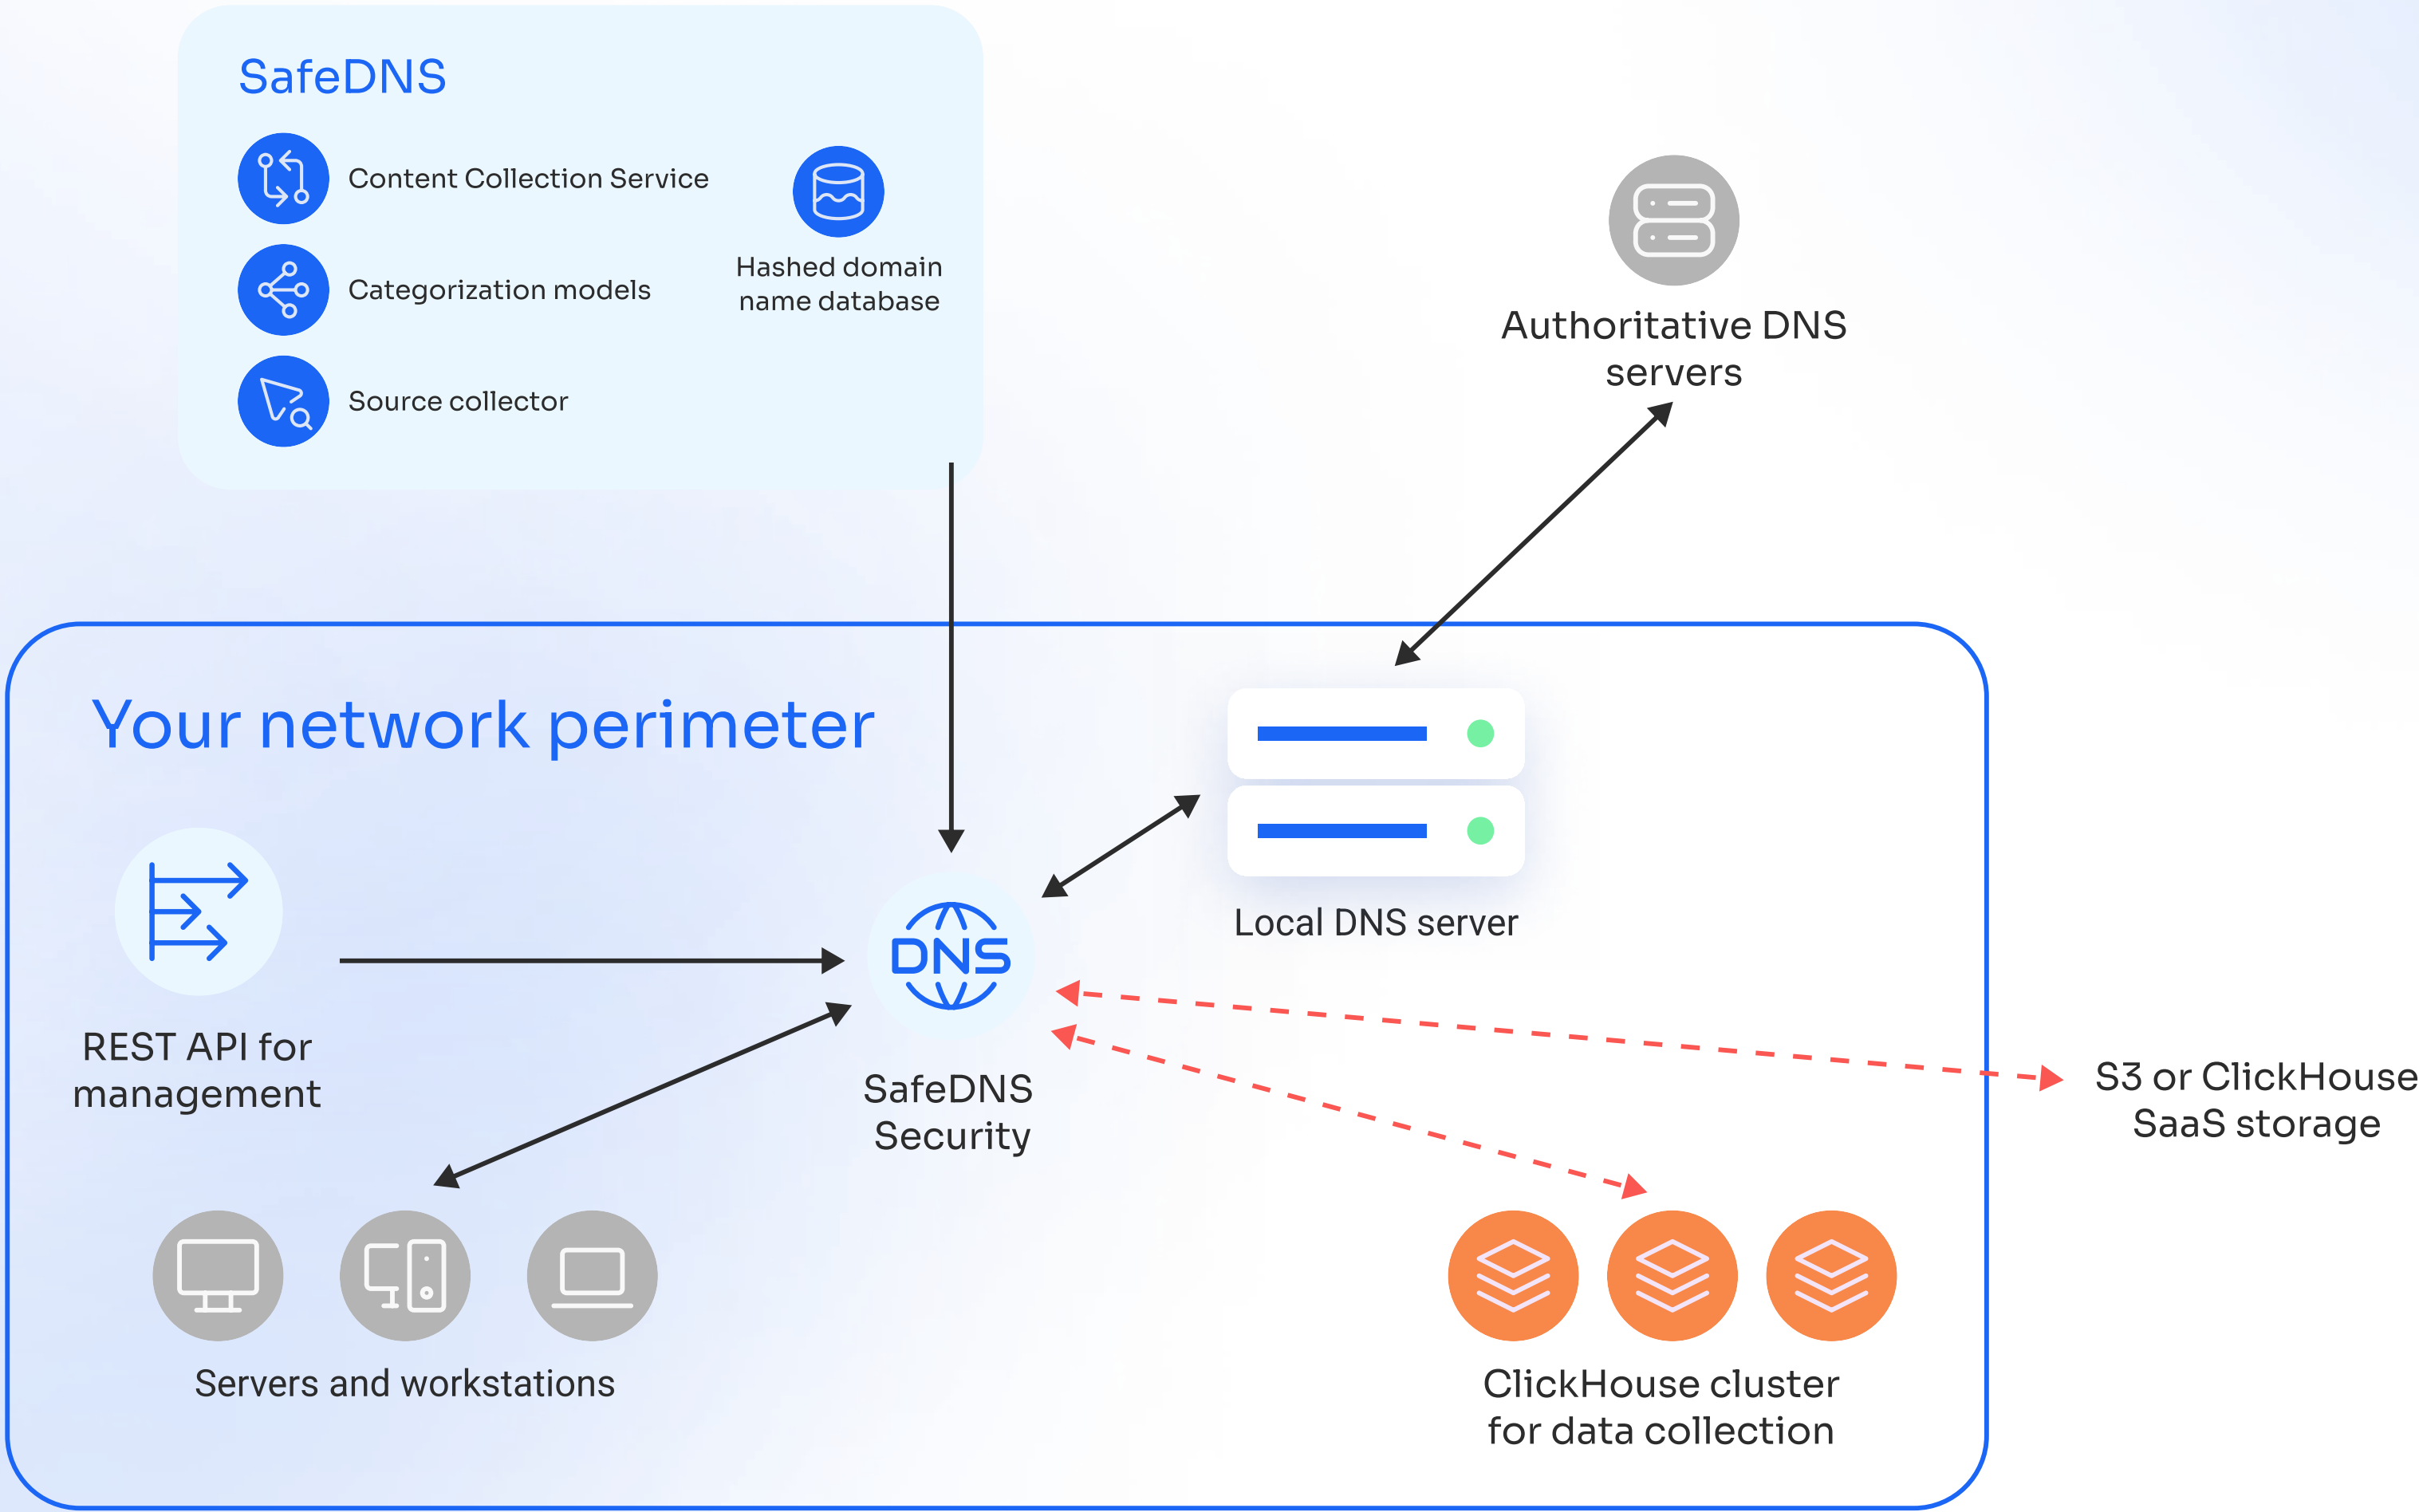 SafeDNS
Content Collection Service
Categorization models
Source collector
Hashed domain
name database
Authoritative DNS
servers
Your network perimeter
Local DNS server
REST API for
management
DNS
SafeDNS
Security
S3 or ClickHouse
SaaS storage
Servers and workstations
ClickHouse cluster
for data collection